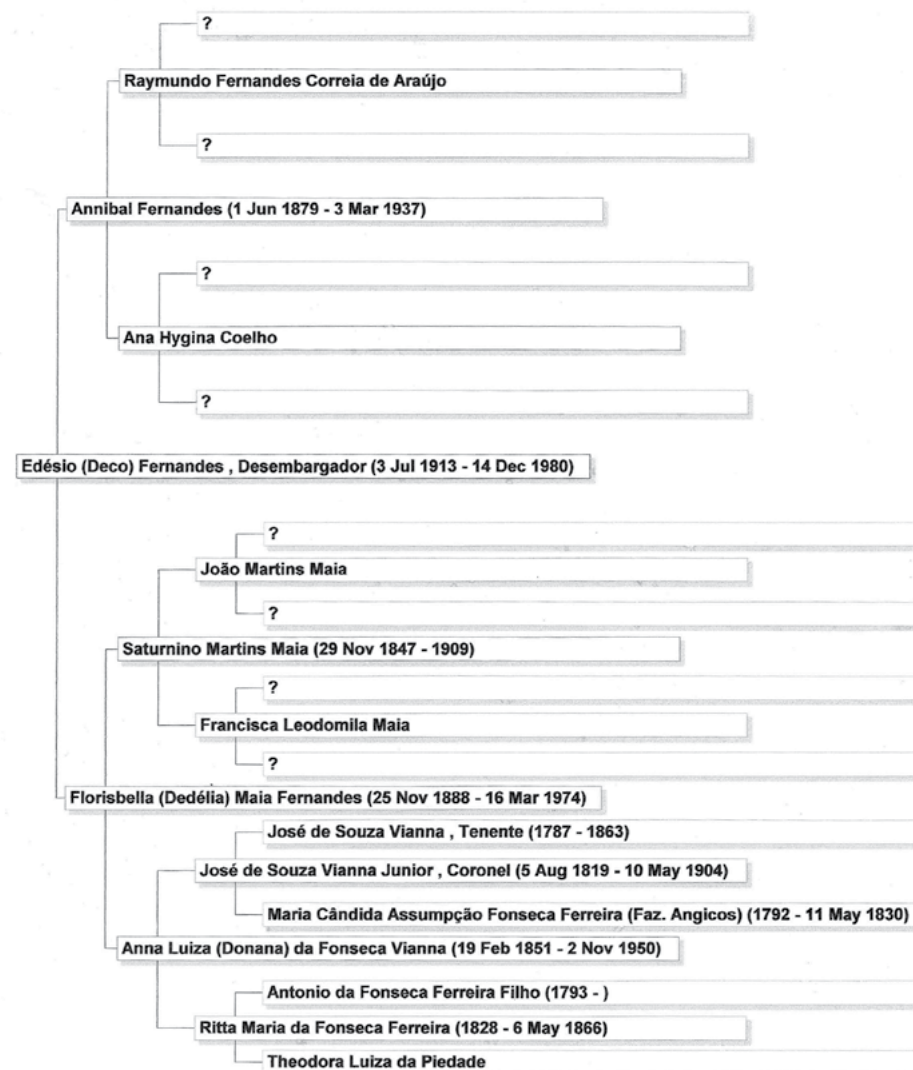 ?
Raymundo Fernandes Correia de Araújo
?
Annibal Fernandes (1 Jun 1879 - 3 Mar 1937)
?
Ana Hygina Coelho
?
Edésio (Deco) Fernandes , Desembargador (3 Jul 1913 - 14 Dec 1980)
?
João Martins Maia
?
Saturnino Martins Maia (29 Nov 1847 - 1909)
?
Francisca Leodomila Maia
?
Florisbella (Dedélia) Maia Fernandes (25 Nov 1888 - 16 Mar 1974)
José de Souza Vianna , Tenente (1787 - 1863)
José de Souza Vianna Junior , Coronel (5 Aug 1819 - 10 May 1904)
Maria Cândida Assumpção Fonseca Ferreira (Faz. Angicos) (1792 - 11 May 1830)
Anna Luiza (Donana) da Fonseca Vianna (19 Feb 1851 - 2 Nov 1950)
Antonio da Fonseca Ferreira Filho (1793 - )
Ritta Maria da Fonseca Ferreira (1828 - 6 May 1866)
Theodora Luiza da Piedade